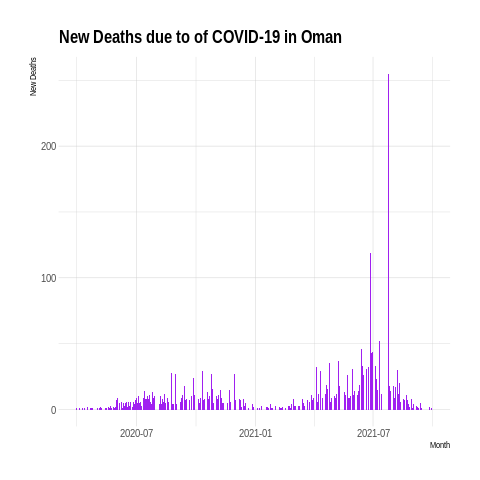 New Deaths due to of COVID-19 in Oman
New Deaths
200
100
0
2020-07
2021-01
2021-07
Month